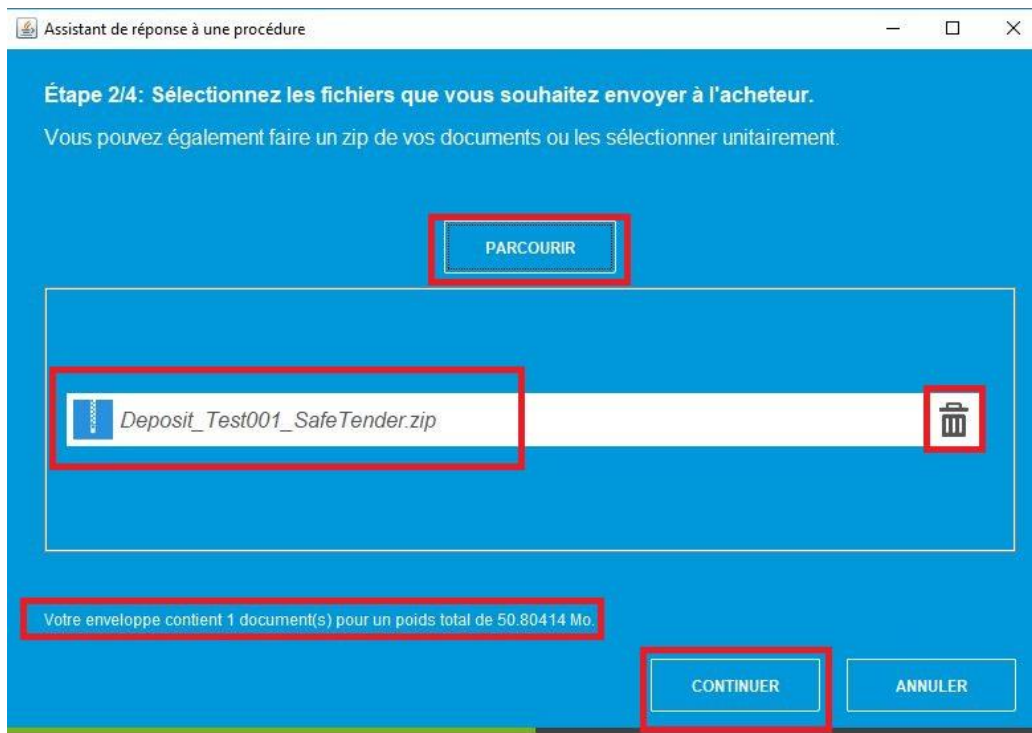 Assistant de réponse à une procédure
Étape 2/4: Sélectionnez les fichiers que vous souhaitez envoyer à l'acheteur.
Vous pouvez également faire un zip de vos documents ou les sélectionner unitairement.
PARCOURIR
Deposit_Test001_SafeTender.zip
Votre enveloppe contient 1 document(s) pour un poids total de 50.80414 Mo.
CONTINUER
ANNULER